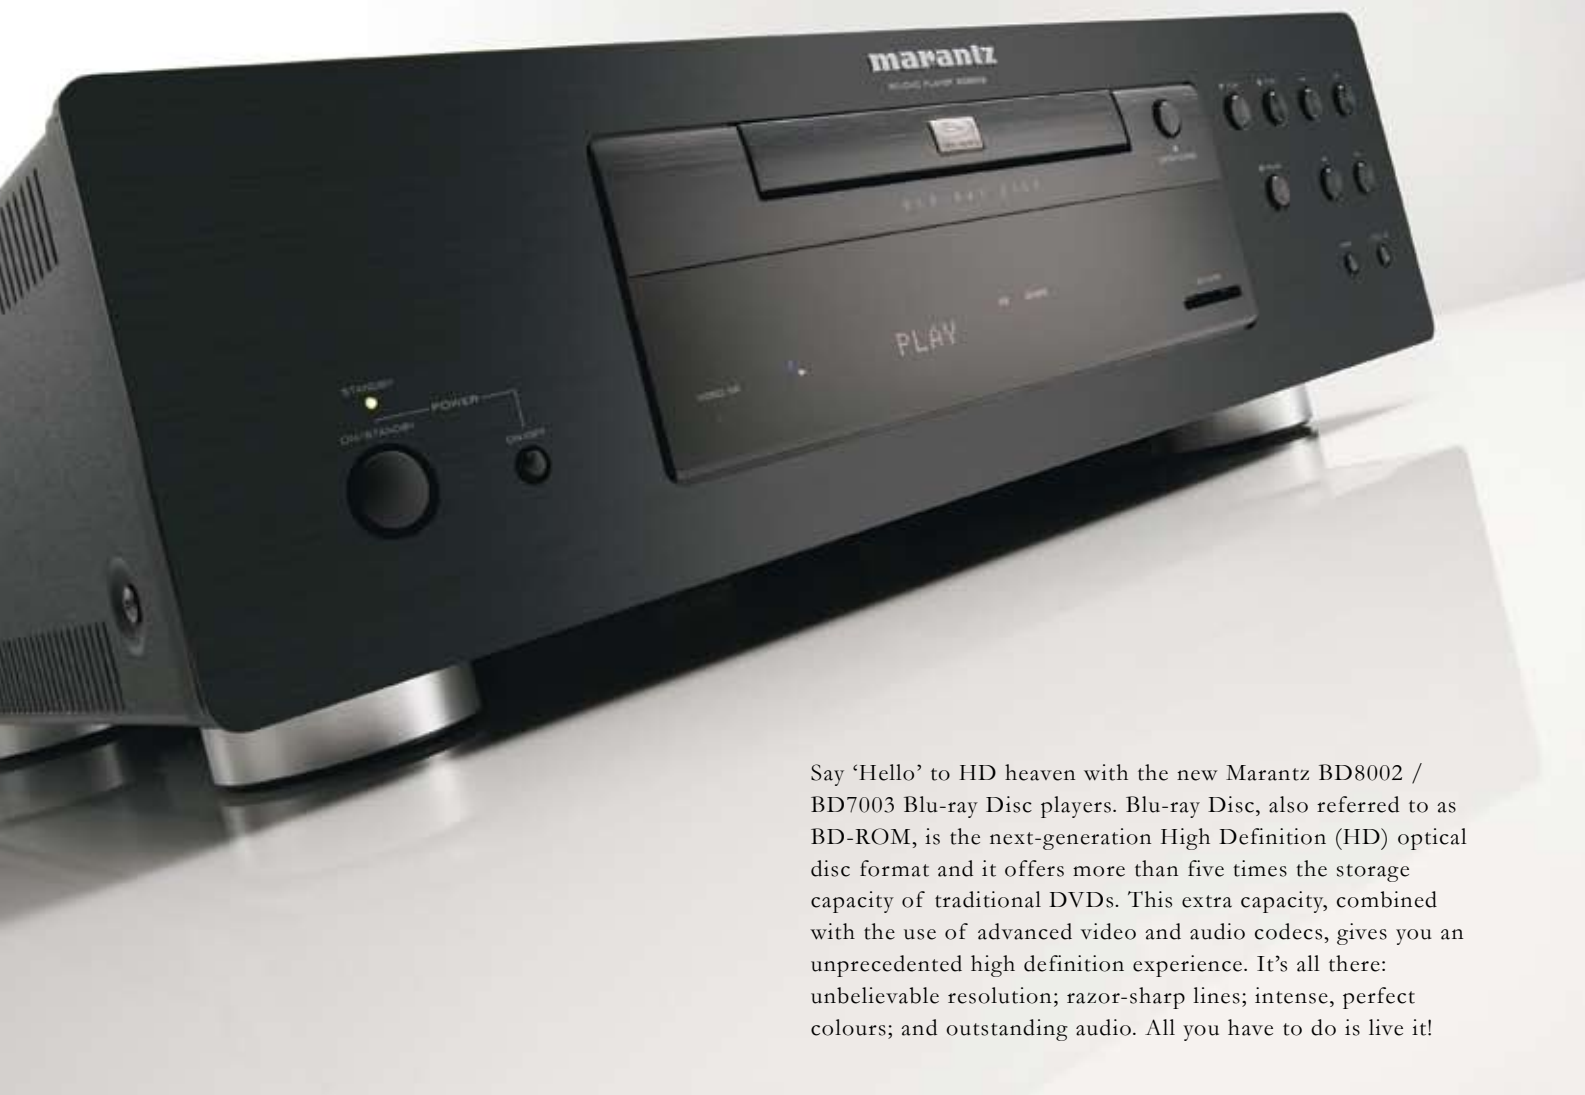 marantz
STANDBY
POWER
ON/STANDBY
ON/OFF
PLAY
Say ‘Hello’ to HD heaven with the new Marantz BD8002 /
BD7003 Blu-ray Disc players. Blu-ray Disc, also referred to as
BD-ROM, is the next-generation High Definition (HD) optical
disc format and it offers more than five times the storage
capacity of traditional DVDs. This extra capacity, combined
with the use of advanced video and audio codecs, gives you an
unprecedented high definition experience. It’s all there:
unbelievable resolution; razor-sharp lines; intense, perfect
colours; and outstanding audio. All you have to do is live it!